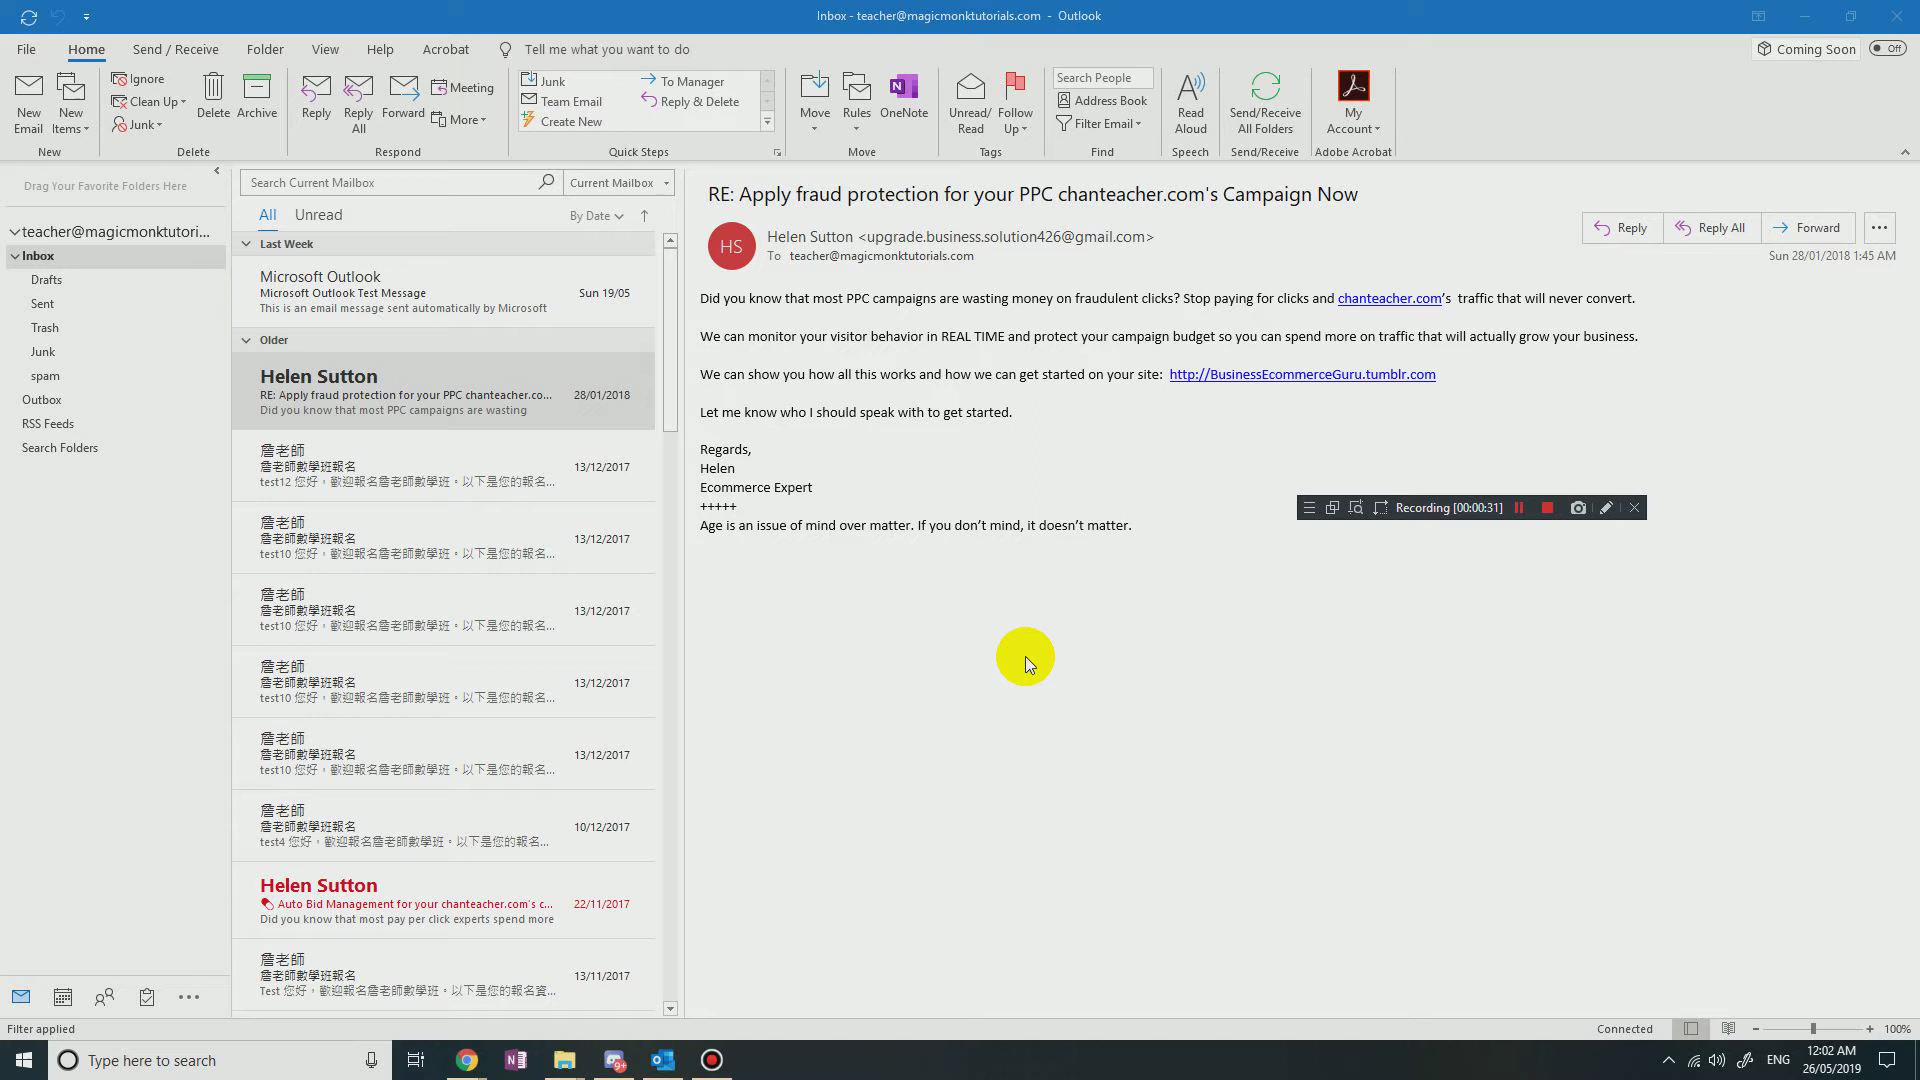 Inbox - teacher@magicmonktutorials.com - Outlook
File Home Send / Receive Folder View Help Acrobat Tell me what you want to do
Coming Soon Off
New Email
New Items
New
Ignore
Clean Up
Junk
Delete
Archive
Delete
Reply
Reply All
Forward
Meeting
More
Respond
Junk
Team Email
Create New
To Manager
Reply & Delete
Quick Steps
Move
Rules
OneNote
Move
Unread/ Read
Follow Up
Tags
Search People
Address Book
Filter Email
Find
Read Aloud
Speech
Send/Receive All Folders
Send/Receive
My Account
Adobe Acrobat
Drag Your Favorite Folders Here
teacher@magicmonktutori...
Inbox
Drafts
Sent
Trash
Junk
spam
Outbox
RSS Feeds
Search Folders
Search Current Mailbox Current Mailbox
All Unread By Date
Last Week
Microsoft Outlook
Microsoft Outlook Test Message Sun 19/05
This is an email message sent automatically by Microsoft
Older
Helen Sutton
RE: Apply fraud protection for your PPC chanteacher.co... 28/01/2018
Did you know that most PPC campaigns are wasting
詹老師
詹老師數學班報名 13/12/2017
test12 您好，歡迎報名詹老師數學班。以下是您的報名...
詹老師
詹老師數學班報名 13/12/2017
test10 您好，歡迎報名詹老師數學班。以下是您的報名...
詹老師
詹老師數學班報名 13/12/2017
test10 您好，歡迎報名詹老師數學班。以下是您的報名...
詹老師
詹老師數學班報名 13/12/2017
test10 您好，歡迎報名詹老師數學班。以下是您的報名...
詹老師
詹老師數學班報名 13/12/2017
test10 您好，歡迎報名詹老師數學班。以下是您的報名...
詹老師
詹老師數學班報名 10/12/2017
test4 您好，歡迎報名詹老師數學班。以下是您的報名...
Helen Sutton
Auto Bid Management for your chanteacher.com's c... 22/11/2017
Did you know that most pay per click experts spend more
詹老師
詹老師數學班報名 13/11/2017
Test 您好，歡迎報名詹老師數學班。以下是您的報名資...
RE: Apply fraud protection for your PPC chanteacher.com's Campaign Now
HS
Helen Sutton <upgrade.business.solution426@gmail.com>
To teacher@magicmonktutorials.com
Reply Reply All Forward
Sun 28/01/2018 1:45 AM
Did you know that most PPC campaigns are wasting money on fraudulent clicks? Stop paying for clicks and chanteacher.com’s traffic that will never convert.
We can monitor your visitor behavior in REAL TIME and protect your campaign budget so you can spend more on traffic that will actually grow your business.
We can show you how all this works and how we can get started on your site: http://BusinessEcommerceGuru.tumblr.com
Let me know who I should speak with to get started.
Regards,
Helen
Ecommerce Expert
+++++
Age is an issue of mind over matter. If you don’t mind, it doesn’t matter.
Recording [00:00:31]
Filter applied Connected 100%
Type here to search
9+
ENG
12:02 AM
26/05/2019